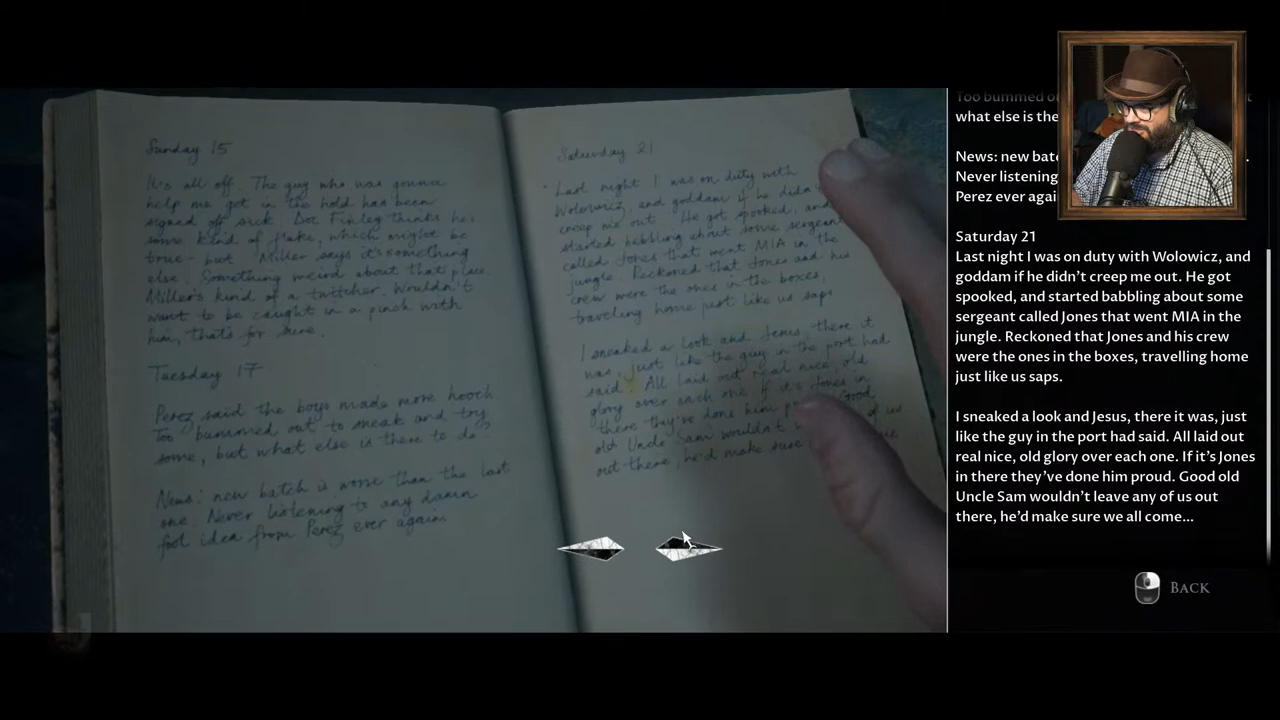 Sunday 15
It's all off. The guy who was gonna
help me get in the hold has been
signed off sick. Doc Finley thinks he's
some kind of flake, which might be
true - but Miller says it's something
else. Something weird about that place.
Miller's kind of a twitcher. Wouldn't
want to be caught in a pinch with
him, that's for sure.
Tuesday 17
Perez said the boys made more hooch.
Too bummed out to sneak and try
some, but what else is there to do?
News: new batch is worse than the last
one. Never listening to any damn
fool idea from Perez ever again.
Saturday 21
Last night I was on duty with
Wolowicz, and goddam if he didn't
creep me out. He got spooked, and
started babbling about some sergeant
called Jones that went MIA in the
jungle. Reckoned that Jones and his
crew were the ones in the boxes,
traveling home just like us saps
I sneaked a look and Jesus, there it
was, just like the guy in the port had
said. All laid out real nice, old
glory over each one. If it's Jones in
there they've done him Good
old Uncle Sam wouldn't of us
out there, he'd make sure
Too bummed
what else is the
News: new batc
Never listening
Perez ever agai
Saturday 21
Last night I was on duty with Wolowicz, and
goddam if he didn't creep me out. He got
spooked, and started babbling about some
sergeant called Jones that went MIA in the
jungle. Reckoned that Jones and his crew
were the ones in the boxes, travelling home
just like us saps.
I sneaked a look and Jesus, there it was, just
like the guy in the port had said. All laid out
real nice, old glory over each one. If it's Jones
in there they've done him proud. Good old
Uncle Sam wouldn't leave any of us out
there, he'd make sure we all come...
BACK